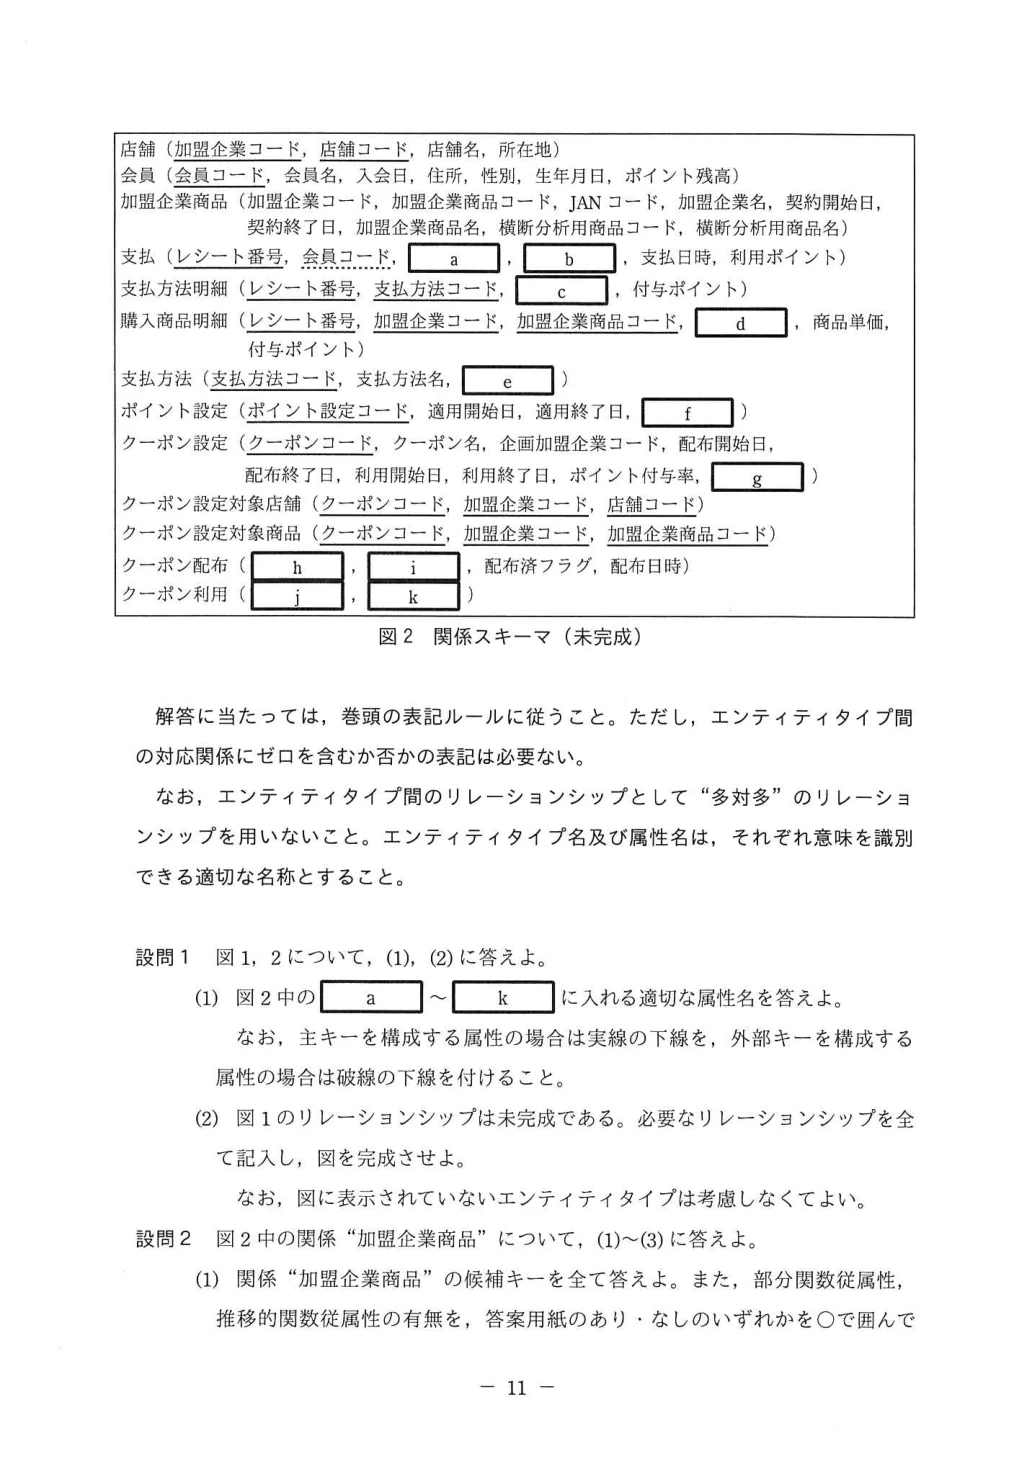 店舗（加盟企業コード，店舗コード，店舗名，所在地）
会員（会員コード，会員名，入会日，住所，性別，生年月日，ポイント残高）
加盟企業商品（加盟企業コード，加盟企業商品コード，JAN コード，加盟企業名，契約開始日，
契約終了日，加盟企業商品名，横断分析用商品コード，横断分析用商品名）
支払（レシート番号，会員コード， a ， b ，支払日時，利用ポイント）
支払方法明細（レシート番号，支払方法コード， c ，付与ポイント）
購入商品明細（レシート番号，加盟企業コード，加盟企業商品コード， d ，商品単価，
付与ポイント）
支払方法（支払方法コード，支払方法名， e ）
ポイント設定（ポイント設定コード，適用開始日，適用終了日， f ）
クーポン設定（クーポンコード，クーポン名，企画加盟企業コード，配布開始日，
配布終了日，利用開始日，利用終了日，ポイント付与率， g ）
クーポン設定対象店舗（クーポンコード，加盟企業コード，店舗コード）
クーポン設定対象商品（クーポンコード，加盟企業コード，加盟企業商品コード）
クーポン配布（ h ， i ，配布済フラグ，配布日時）
クーポン利用（ j ， k ）
図2 関係スキーマ（未完成）
解答に当たっては，巻頭の表記ルールに従うこと。ただし，エンティティタイプ間
の対応関係にゼロを含むか否かの表記は必要ない。
なお，エンティティタイプ間のリレーションシップとして“多対多”のリレーショ
ンシップを用いないこと。エンティティタイプ名及び属性名は，それぞれ意味を識別
できる適切な名称とすること。
設問1 図1，2について，(1)，(2)に答えよ。
(1) 図2中の a ～ k に入れる適切な属性名を答えよ。
なお，主キーを構成する属性の場合は実線の下線を，外部キーを構成する
属性の場合は破線の下線を付けること。
(2) 図1のリレーションシップは未完成である。必要なリレーションシップを全
て記入し，図を完成させよ。
なお，図に表示されていないエンティティタイプは考慮しなくてよい。
設問2 図2中の関係“加盟企業商品”について，(1)～(3)に答えよ。
(1) 関係“加盟企業商品”の候補キーを全て答えよ。また，部分関数従属性，
推移的関数従属性の有無を，答案用紙のあり・なしのいずれかを○で囲んで
－ 11 －